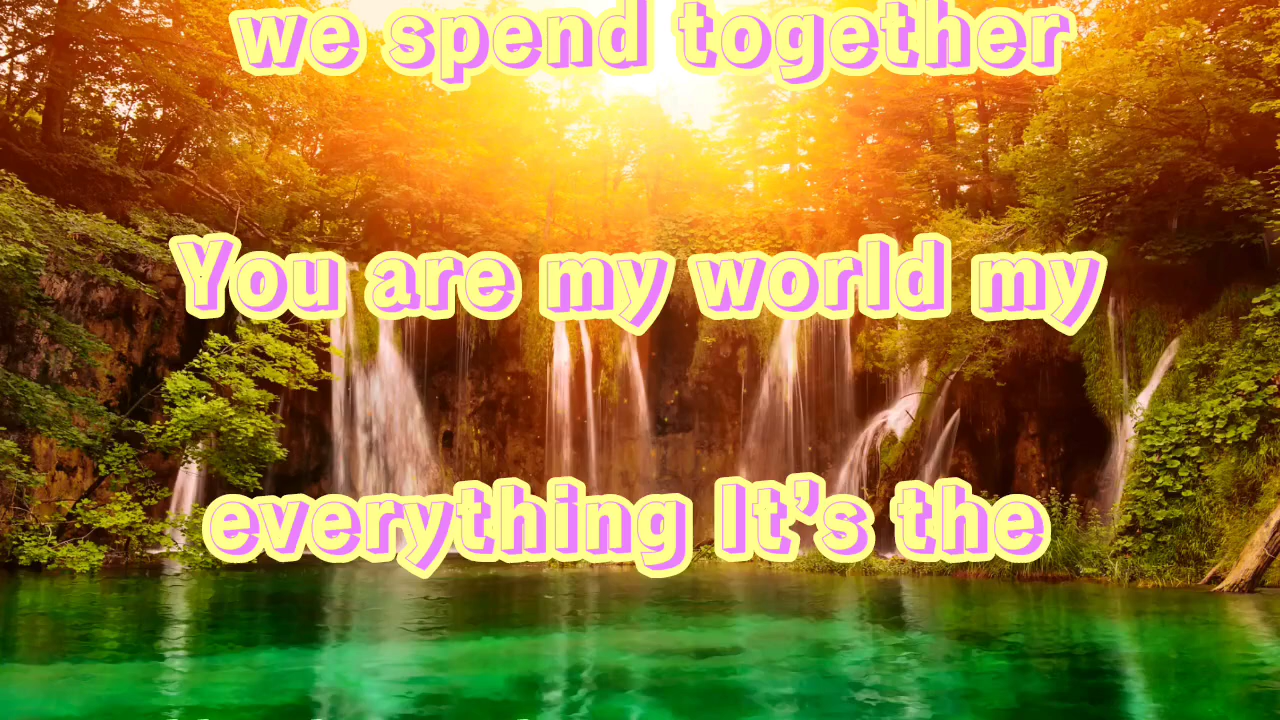 we spend together
You are my world my
everything It's the